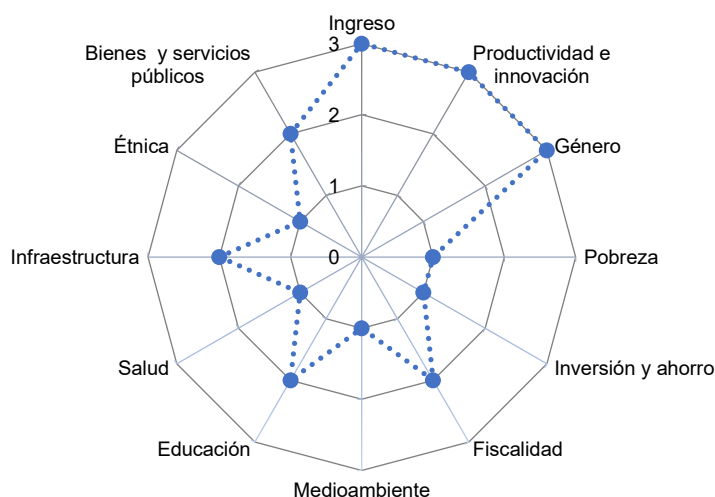 Ingreso
3
Bienes  y servicios
públicos
Productividad e
innovación
2
Étnica
Género
1
Infraestructura
0
Pobreza
Salud
Inversión y ahorro
Educación
Fiscalidad
Medioambiente